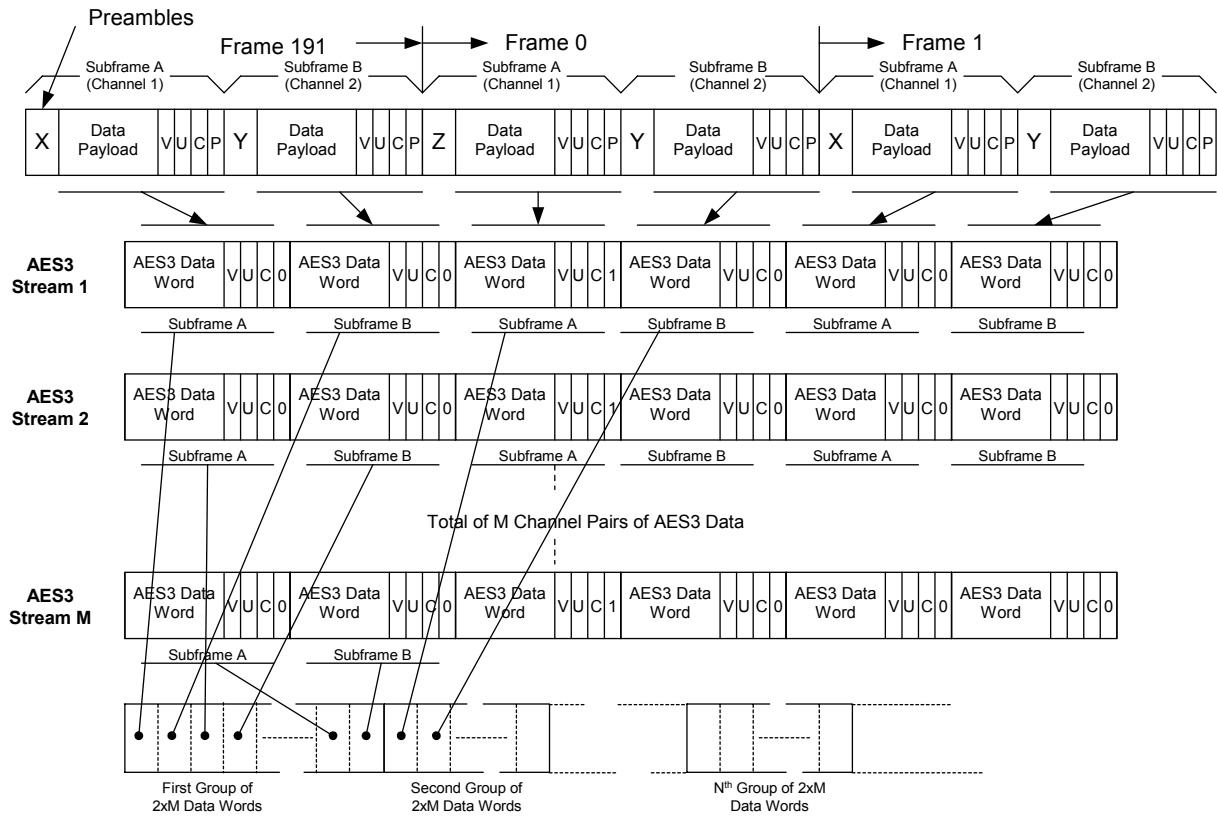 Preambles
Frame 191
Frame 0
Frame 1
Subframe A
(Channel 1)
Subframe B
(Channel 2)
Subframe A
(Channel 1)
Subframe B
(Channel 2)
Subframe A
(Channel 1)
Subframe B
(Channel 2)
X Data Payload V U C P Y Data Payload V U C P Z Data Payload V U C P Y Data Payload V U C P X Data Payload V U C P Y Data Payload V U C P
AES3
Stream 1
AES3 Data Word V U C 0 AES3 Data Word V U C 0 AES3 Data Word V U C 1 AES3 Data Word V U C 0 AES3 Data Word V U C 0 AES3 Data Word V U C 0
Subframe A Subframe B Subframe A Subframe B Subframe A Subframe B
AES3
Stream 2
AES3 Data Word V U C 0 AES3 Data Word V U C 0 AES3 Data Word V U C 1 AES3 Data Word V U C 0 AES3 Data Word V U C 0 AES3 Data Word V U C 0
Subframe A Subframe B Subframe A Subframe B Subframe A Subframe B
Total of M Channel Pairs of AES3 Data
AES3
Stream M
AES3 Data Word V U C 0 AES3 Data Word V U C 0 AES3 Data Word V U C 1 AES3 Data Word V U C 0 AES3 Data Word V U C 0 AES3 Data Word V U C 0
Subframe A Subframe B
First Group of
2xM Data Words
Second Group of
2xM Data Words
Nth Group of 2xM
Data Words